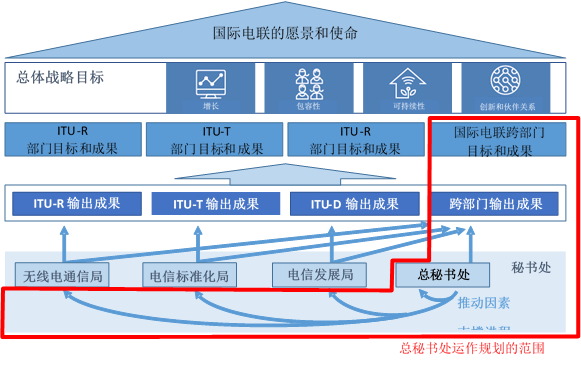 国际电联的愿景和使命
总体战略目标
增长
包容性
可持续性
创新和伙伴关系
ITU-R
部门目标和成果
ITU-T
部门目标和成果
ITU-R
部门目标和成果
国际电联跨部门
目标和成果
ITU-R 输出成果
ITU-T 输出成果
ITU-D 输出成果
跨部门输出成果
无线电通信局
电信标准化局
电信发展局
总秘书处
秘书处
推动因素
支撑进程
总秘书处运作规划的范围